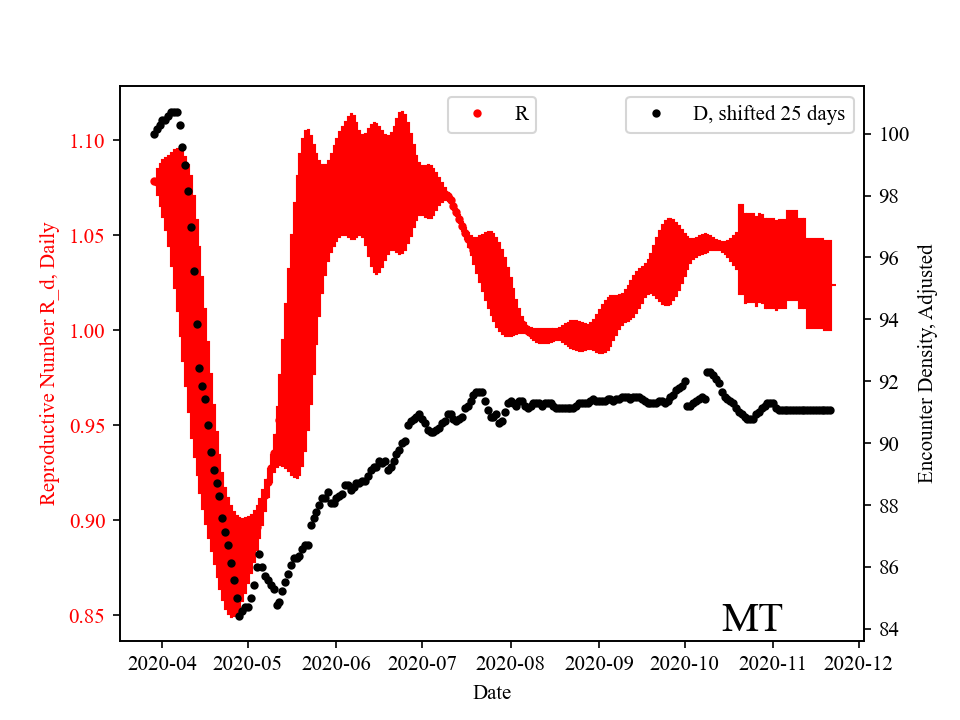 R
D, shifted 25 days
1.10
1.05
1.00
0.95
0.90
0.85
Reproductive Number R_d, Daily
100
98
96
94
92
90
88
86
84
Encounter Density, Adjusted
MT
2020-04 2020-05 2020-06 2020-07 2020-08 2020-09 2020-10 2020-11 2020-12
Date